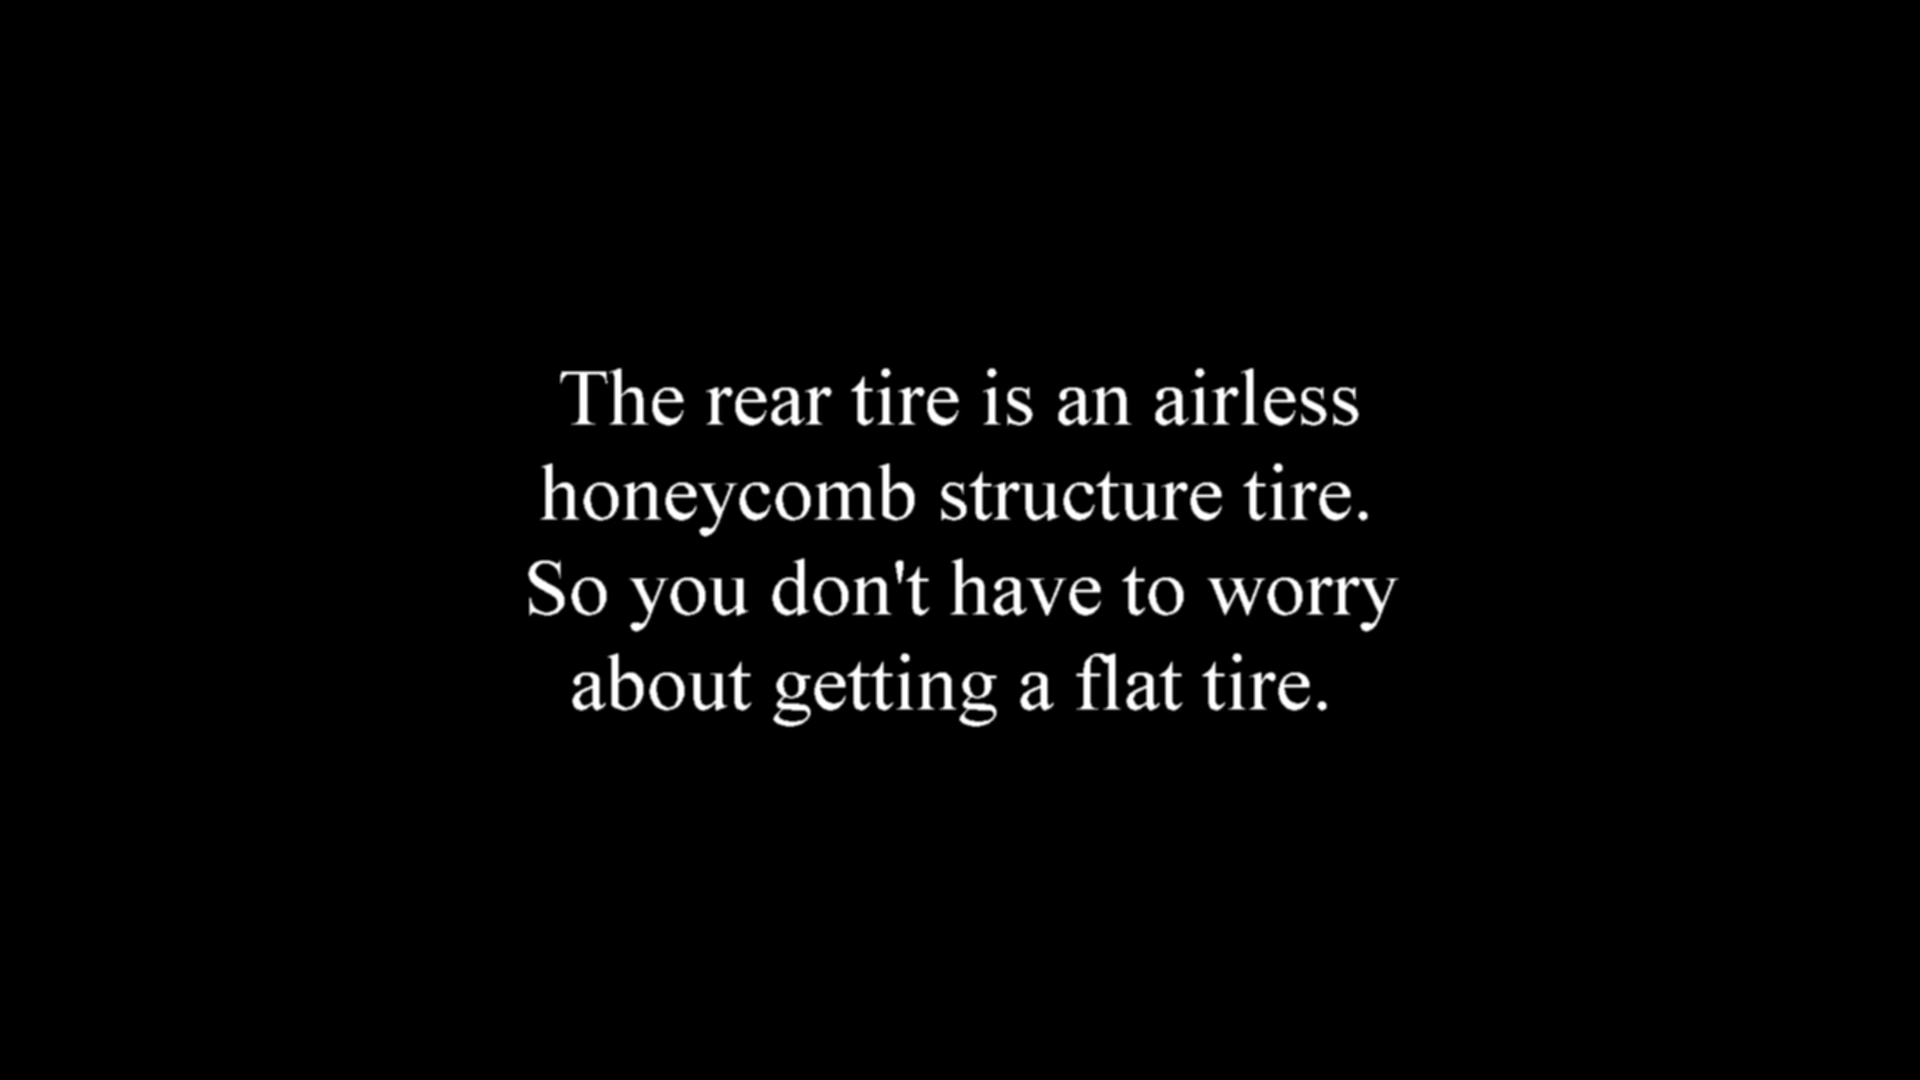 The rear tire is an airless
honeycomb structure tire.
So you don't have to worry
about getting a flat tire.